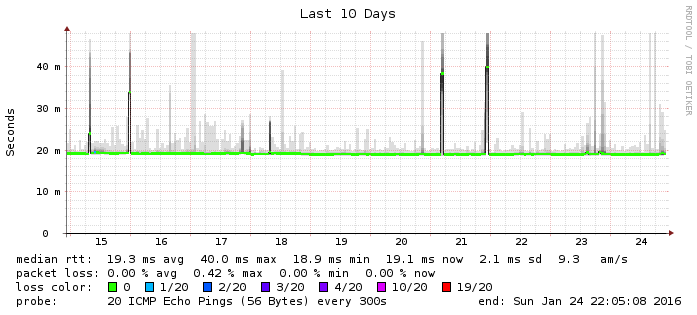 Last 10 Days
RRDTOOL / TOBI OETIKER
Seconds
40 m
30 m
20 m
10 m
0
15 16 17 18 19 20 21 22 23 24
median rtt: 19.3 ms avg 40.0 ms max 18.9 ms min 19.1 ms now 2.1 ms sd 9.3 am/s
packet loss: 0.00 % avg 0.42 % max 0.00 % min 0.00 % now
loss color: 0 1/20 2/20 3/20 4/20 10/20 19/20
probe: 20 ICMP Echo Pings (56 Bytes) every 300s end: Sun Jan 24 22:05:08 2016